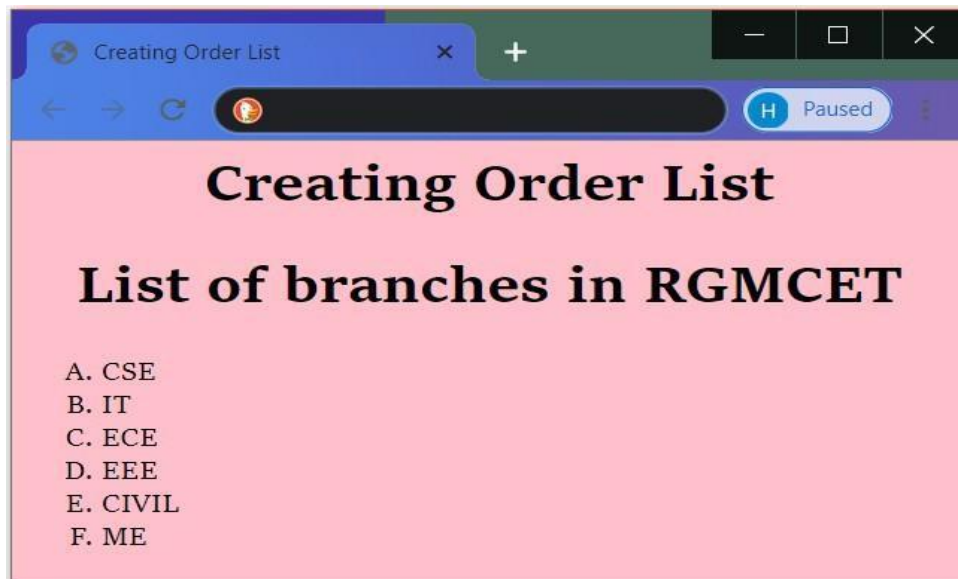 Creating Order List
H Paused
Creating Order List
List of branches in RGMCET
A. CSE
B. IT
C. ECE
D. EEE
E. CIVIL
F. ME